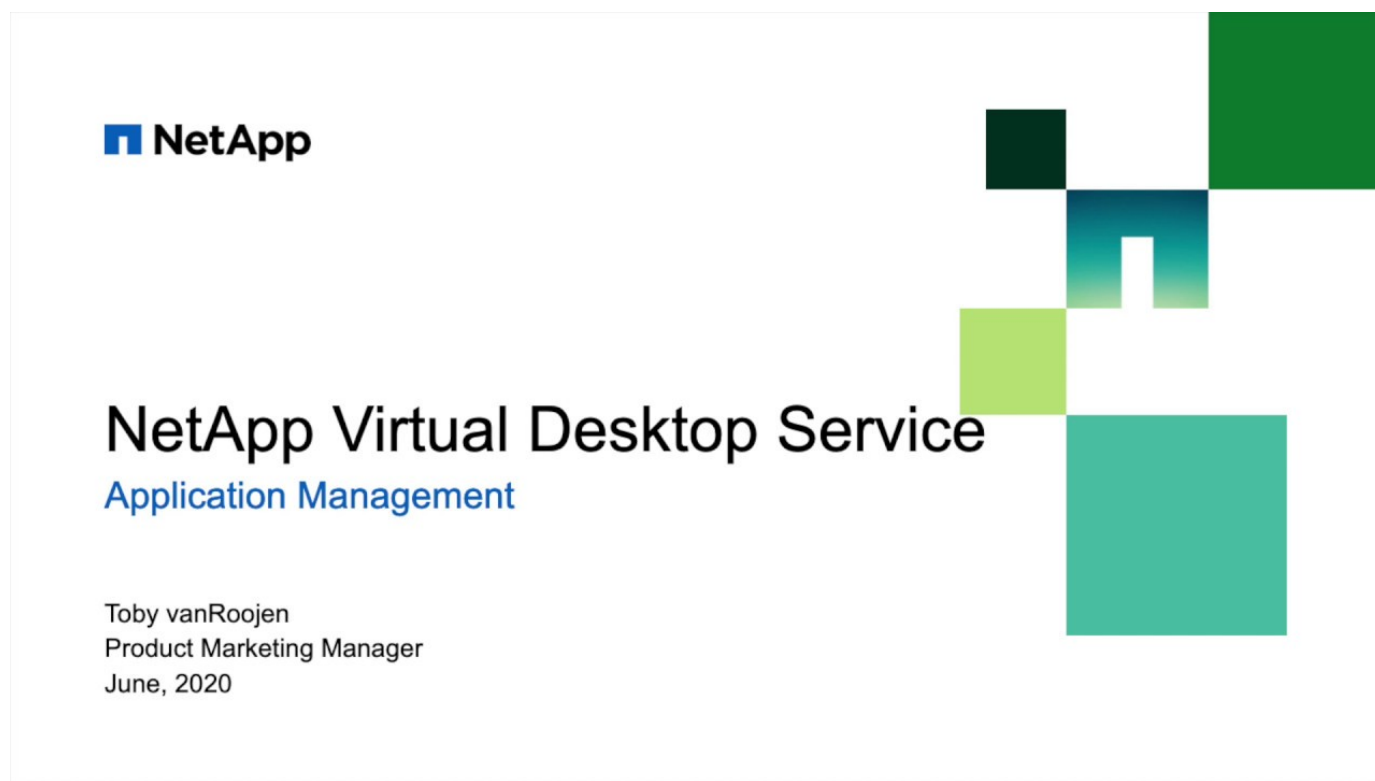 NetApp
NetApp Virtual Desktop Service
Application Management
Toby vanRoojen
Product Marketing Manager
June, 2020